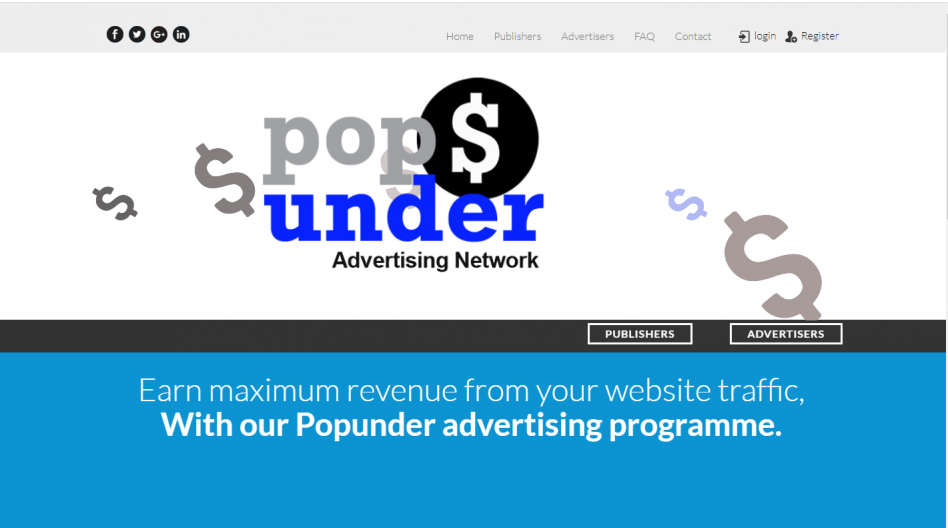 Home Publishers Advertisers FAQ Contact login Register
pop$
under
Advertising Network
PUBLISHERS ADVERTISERS
Earn maximum revenue from your website traffic,
With our Popunder advertising programme.